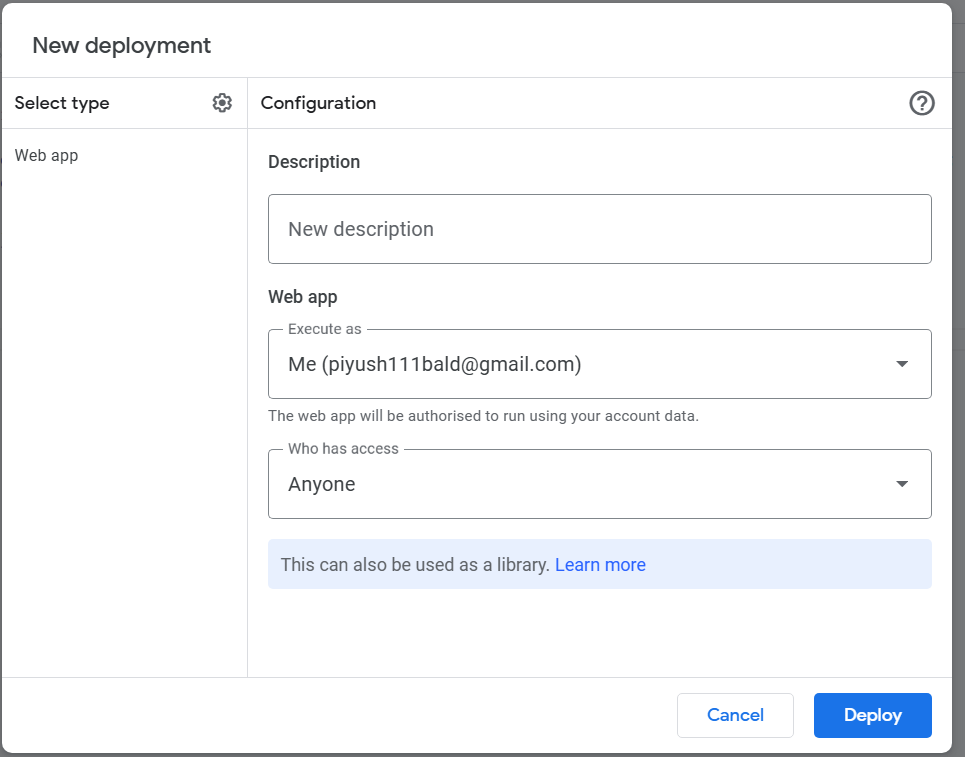 New deployment
Select type
Configuration
Web app
Description
New description
Web app
Execute as
Me (piyush111bald@gmail.com)
The web app will be authorised to run using your account data.
Who has access
Anyone
This can also be used as a library. Learn more
Cancel
Deploy